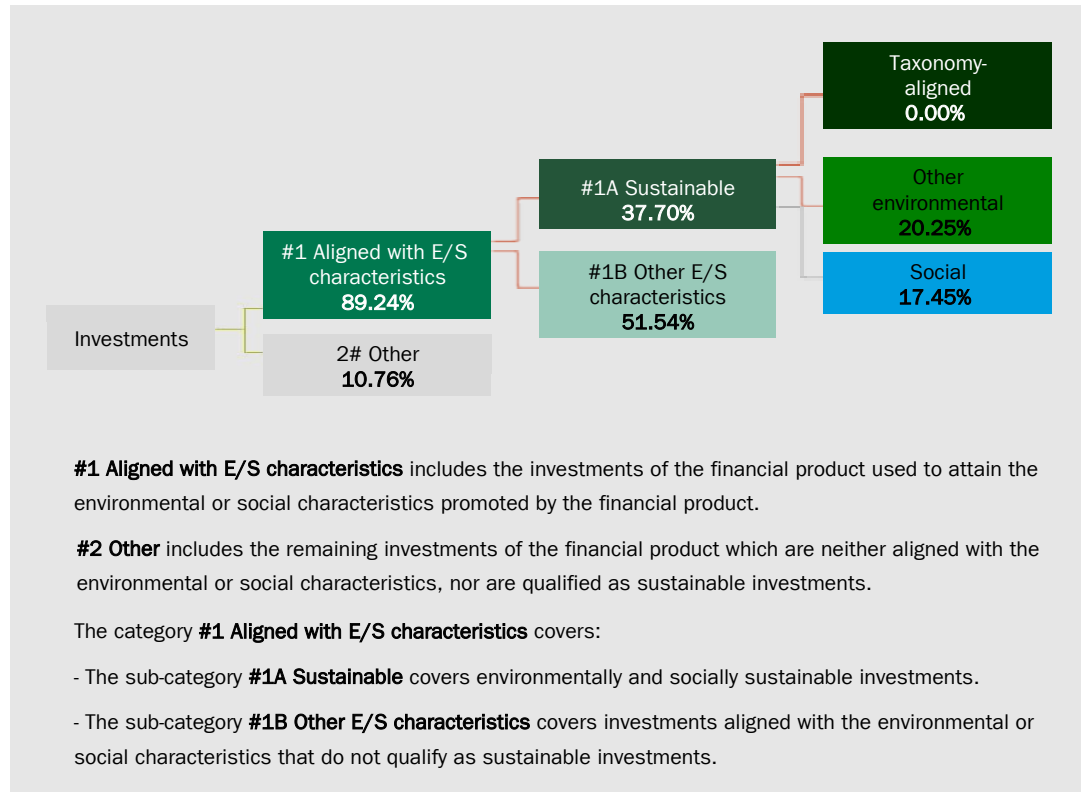 Taxonomy-
aligned
0.00%
#1A Sustainable
37.70%
Other
environmental
20.25%
#1 Aligned with E/S
characteristics
89.24%
#1B Other E/S
characteristics
51.54%
Social
17.45%
Investments
2# Other
10.76%
#1 Aligned with E/S characteristics includes the investments of the financial product used to attain the
environmental or social characteristics promoted by the financial product.
#2 Other includes the remaining investments of the financial product which are neither aligned with the
environmental or social characteristics, nor are qualified as sustainable investments.
The category #1 Aligned with E/S characteristics covers:
- The sub-category #1A Sustainable covers environmentally and socially sustainable investments.
- The sub-category #1B Other E/S characteristics covers investments aligned with the environmental or
social characteristics that do not qualify as sustainable investments.